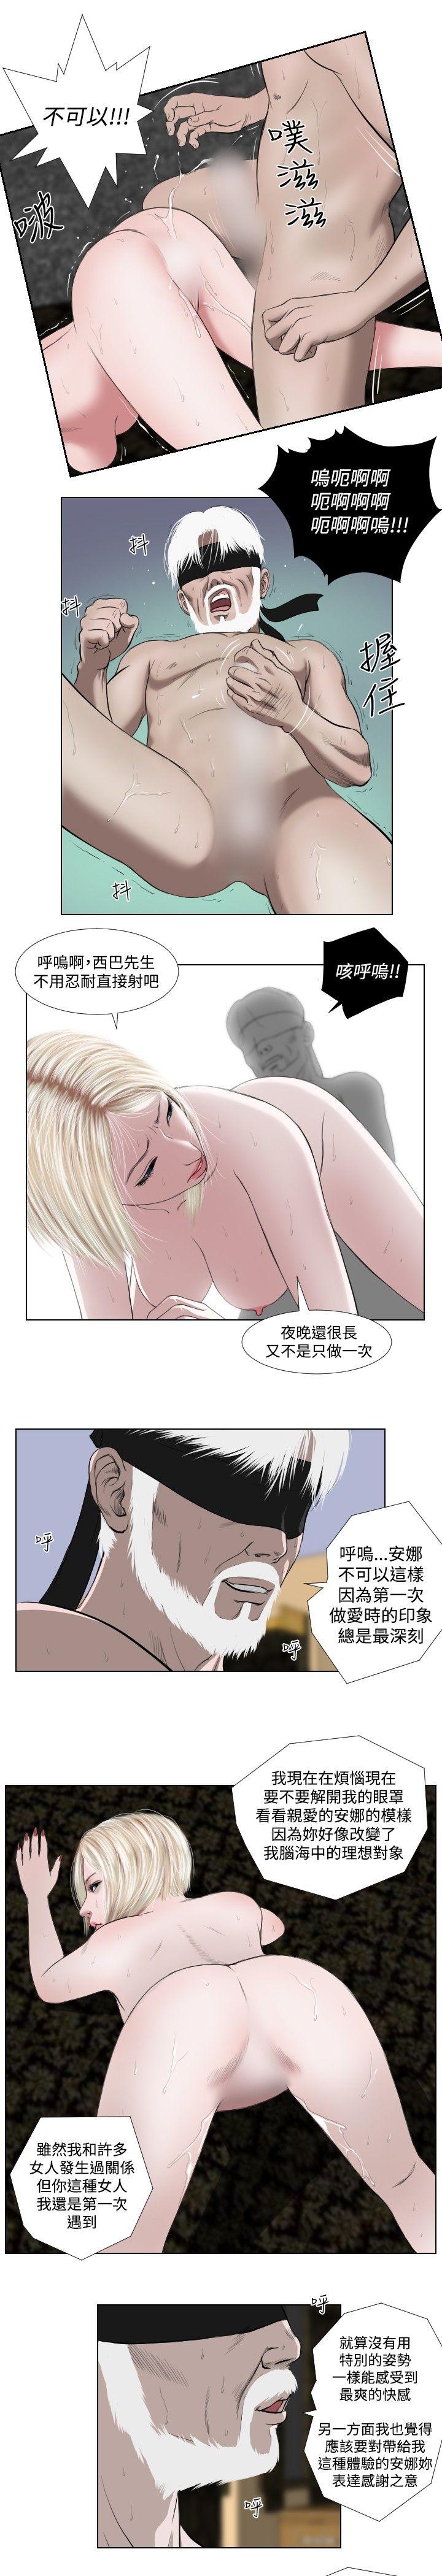 不可以!!!
噗
滋
滋
啵
嗚呃啊啊
呃啊啊啊
呃啊啊嗚!!!
抖
抖
握
住
抖
呼嗚啊，西巴先生
不用忍耐直接射吧
咳呼嗚!!
夜晚還很長
又不是只做一次
呼
呼嗚...安娜
不可以這樣
因為第一次
做愛時的印象
總是最深刻
呼
我現在在煩惱現在
要不要解開我的眼罩
看看親愛的安娜的模樣
因為妳好像改變了
我腦海中的理想對象
雖然我和許多
女人發生過關係
但你這種女人
我還是第一次
遇到
呼
就算沒有用
特別的姿勢
一樣能感受到
最爽的快感
另一方面我也覺得
應該要對帶給我
這種體驗的安娜妳
表達感謝之意
呼